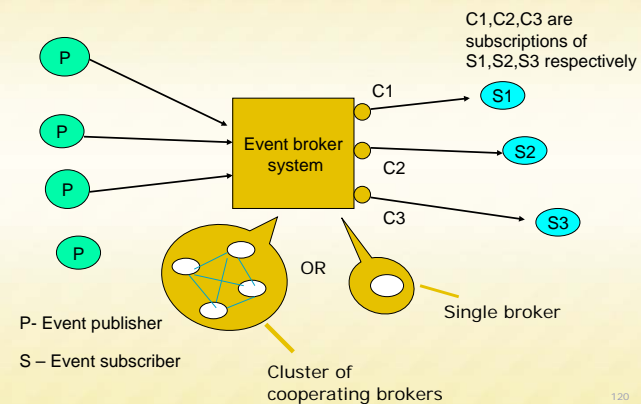 C1,C2,C3 are
subscriptions of
S1,S2,S3 respectively
P
P
P
P
Event broker
system
C1
C2
C3
S1
S2
S3
OR
Single broker
P- Event publisher
S – Event subscriber
Cluster of
cooperating brokers
120